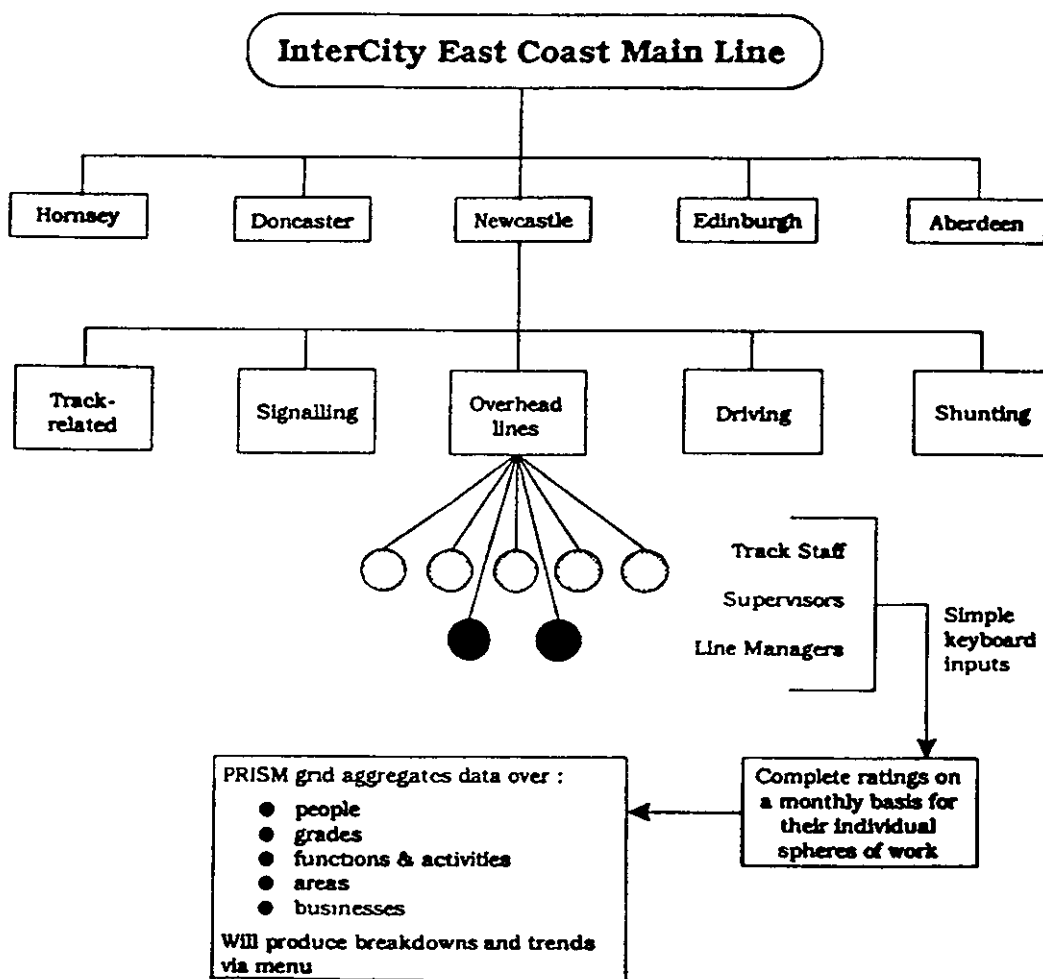 InterCity East Coast Main Line
Hornsey
Doncaster
Newcastle
Edinburgh
Aberdeen
Track-
related
Signalling
Overhead
lines
Driving
Shunting
Track Staff
Supervisors
Line Managers
Simple
keyboard
inputs
PRISM grid aggregates data over :
● people
● grades
● functions & activities
● areas
● businesses
Will produce breakdowns and trends
via menu
Complete ratings on
a monthly basis for
their individual
spheres of work